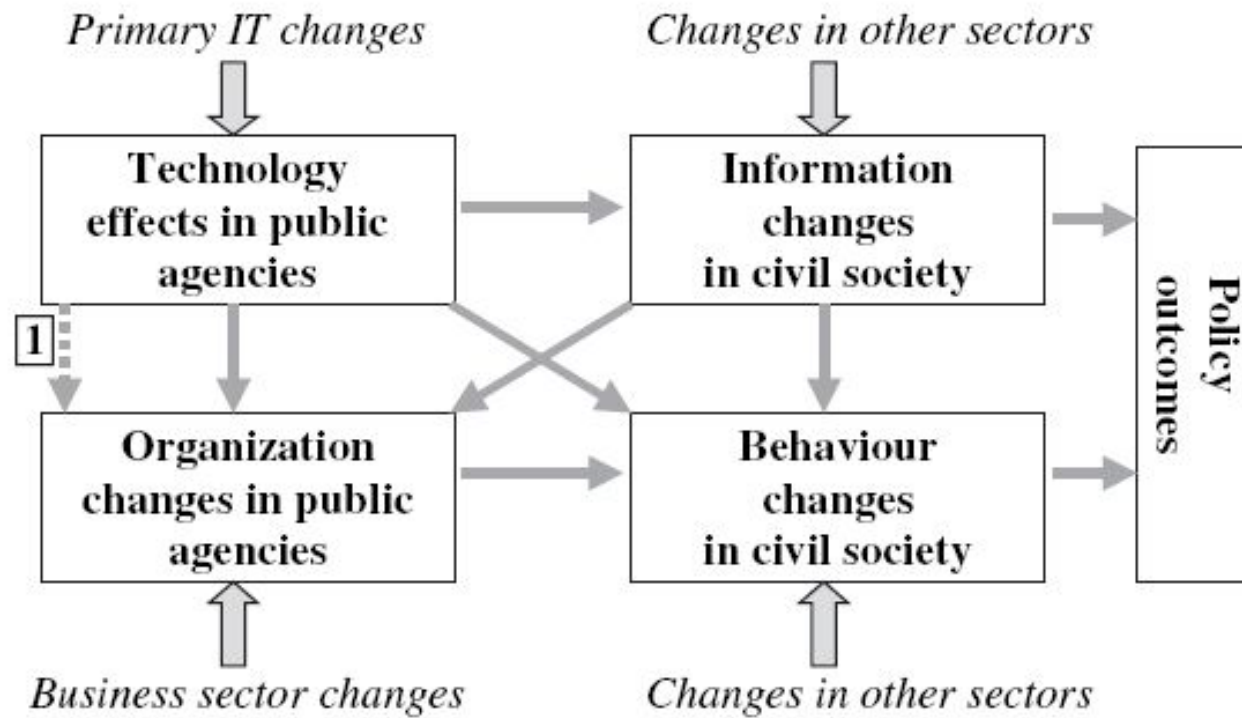 Primary IT changes
Changes in other sectors
Technology
effects in public
agencies
Information
changes
in civil society
Policy
outcomes
1
Organization
changes in public
agencies
Behaviour
changes
in civil society
Business sector changes
Changes in other sectors